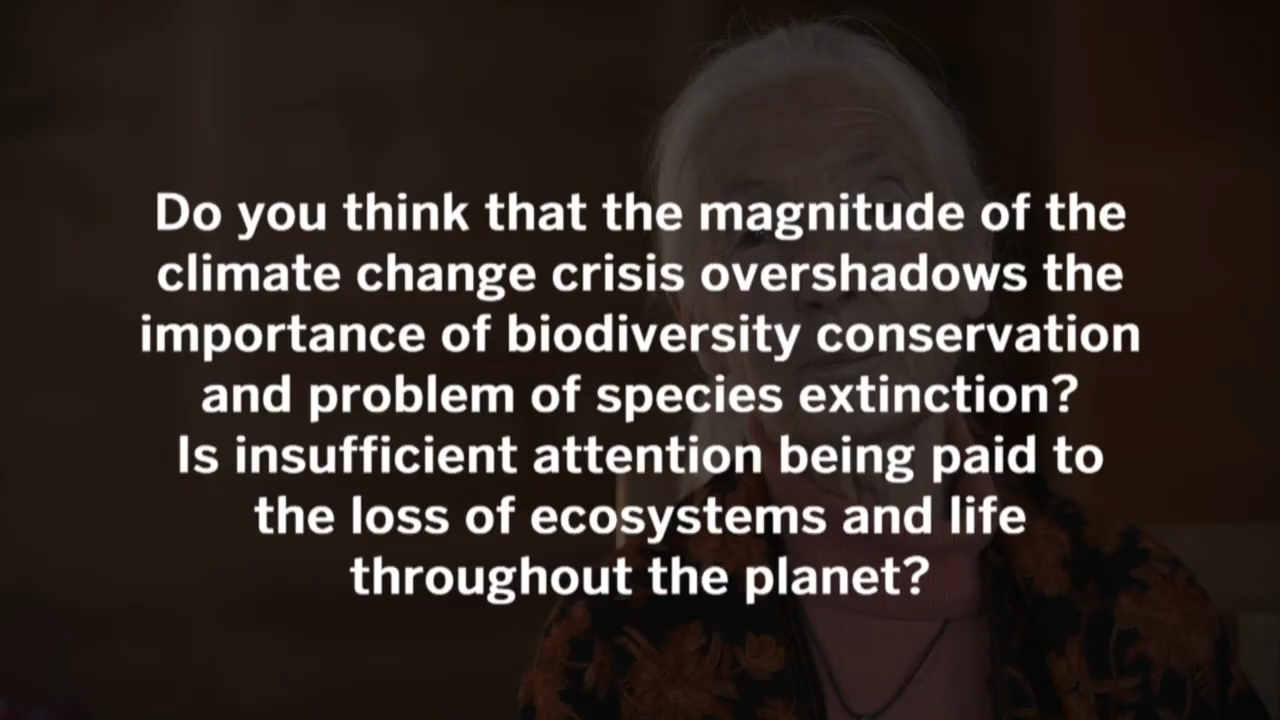 Do you think that the magnitude of the
climate change crisis overshadows the
importance of biodiversity conservation
and problem of species extinction?
Is insufficient attention being paid to
the loss of ecosystems and life
throughout the planet?